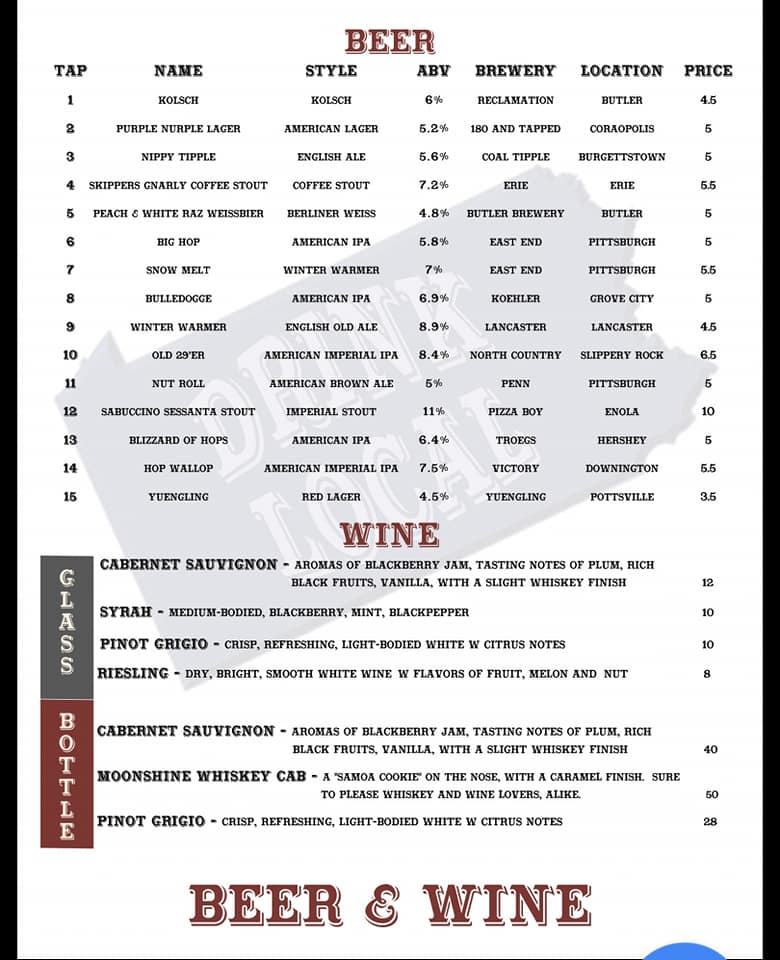 BEER
TAP NAME STYLE ABV BREWERY LOCATION PRICE
1 KOLSCH KOLSCH 6% RECLAMATION BUTLER 4.5
2 PURPLE NURPLE LAGER AMERICAN LAGER 5.2% 180 AND TAPPED CORAOPOLIS 5
3 NIPPY TIPPLE ENGLISH ALE 5.6% COAL TIPPLE BURGETTSTOWN 5
4 SKIPPERS GNARLY COFFEE STOUT COFFEE STOUT 7.2% ERIE ERIE 5.5
5 PEACH & WHITE RAZ WEISSBIER BERLINER WEISS 4.8% BUTLER BREWERY BUTLER 5
6 BIG HOP AMERICAN IPA 5.8% EAST END PITTSBURGH 5
7 SNOW MELT WINTER WARMER 7% EAST END PITTSBURGH 5.5
8 BULLEDOGGE AMERICAN IPA 6.9% KOEHLER GROVE CITY 5
9 WINTER WARMER ENGLISH OLD ALE 8.9% LANCASTER LANCASTER 4.5
10 OLD 29'ER AMERICAN IMPERIAL IPA 8.4% NORTH COUNTRY SLIPPERY ROCK 6.5
11 NUT ROLL AMERICAN BROWN ALE 5% PENN PITTSBURGH 5
12 SABUCCINO SESSANTA STOUT IMPERIAL STOUT 11% PIZZA BOY ENOLA 10
13 BLIZZARD OF HOPS AMERICAN IPA 6.4% TROEGS HERSHEY 5
14 HOP WALLOP AMERICAN IMPERIAL IPA 7.5% VICTORY DOWNINGTON 5.5
15 YUENGLING RED LAGER 4.5% YUENGLING POTTSVILLE 3.5
DRINK
LOCAL
WINE
GLASS
CABERNET SAUVIGNON - AROMAS OF BLACKBERRY JAM, TASTING NOTES OF PLUM, RICH
BLACK FRUITS, VANILLA, WITH A SLIGHT WHISKEY FINISH 12
SYRAH - MEDIUM-BODIED, BLACKBERRY, MINT, BLACKPEPPER 10
PINOT GRIGIO - CRISP, REFRESHING, LIGHT-BODIED WHITE W CITRUS NOTES 10
RIESLING - DRY, BRIGHT, SMOOTH WHITE WINE W FLAVORS OF FRUIT, MELON AND NUT 8
BOTTLE
CABERNET SAUVIGNON - AROMAS OF BLACKBERRY JAM, TASTING NOTES OF PLUM, RICH
BLACK FRUITS, VANILLA, WITH A SLIGHT WHISKEY FINISH 40
MOONSHINE WHISKEY CAB - A "SAMOA COOKIE" ON THE NOSE, WITH A CARAMEL FINISH. SURE
TO PLEASE WHISKEY AND WINE LOVERS, ALIKE. 50
PINOT GRIGIO - CRISP, REFRESHING, LIGHT-BODIED WHITE W CITRUS NOTES 28
BEER & WINE